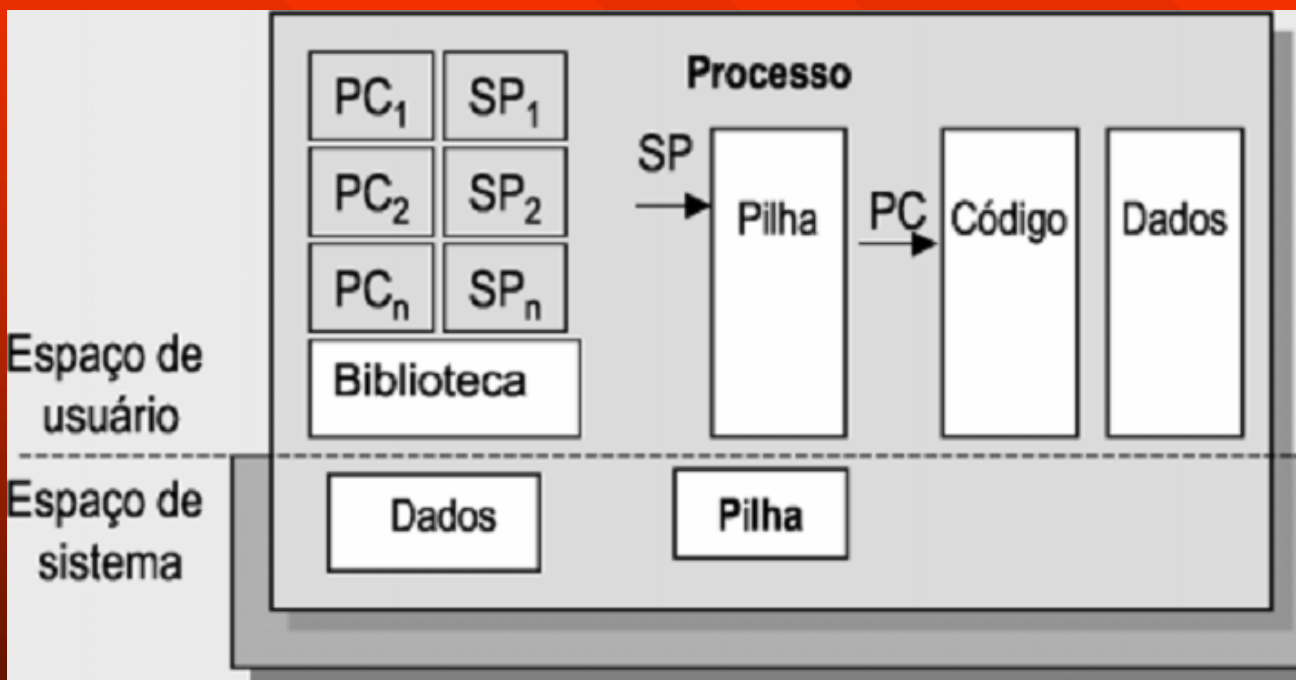 Processo
PC₁ SP₁
PC₂ SP₂
PCₙ SPₙ
Biblioteca
SP
Pilha
PC
Código
Dados
Espaço de
usuário
Espaço de
sistema
Dados
Pilha